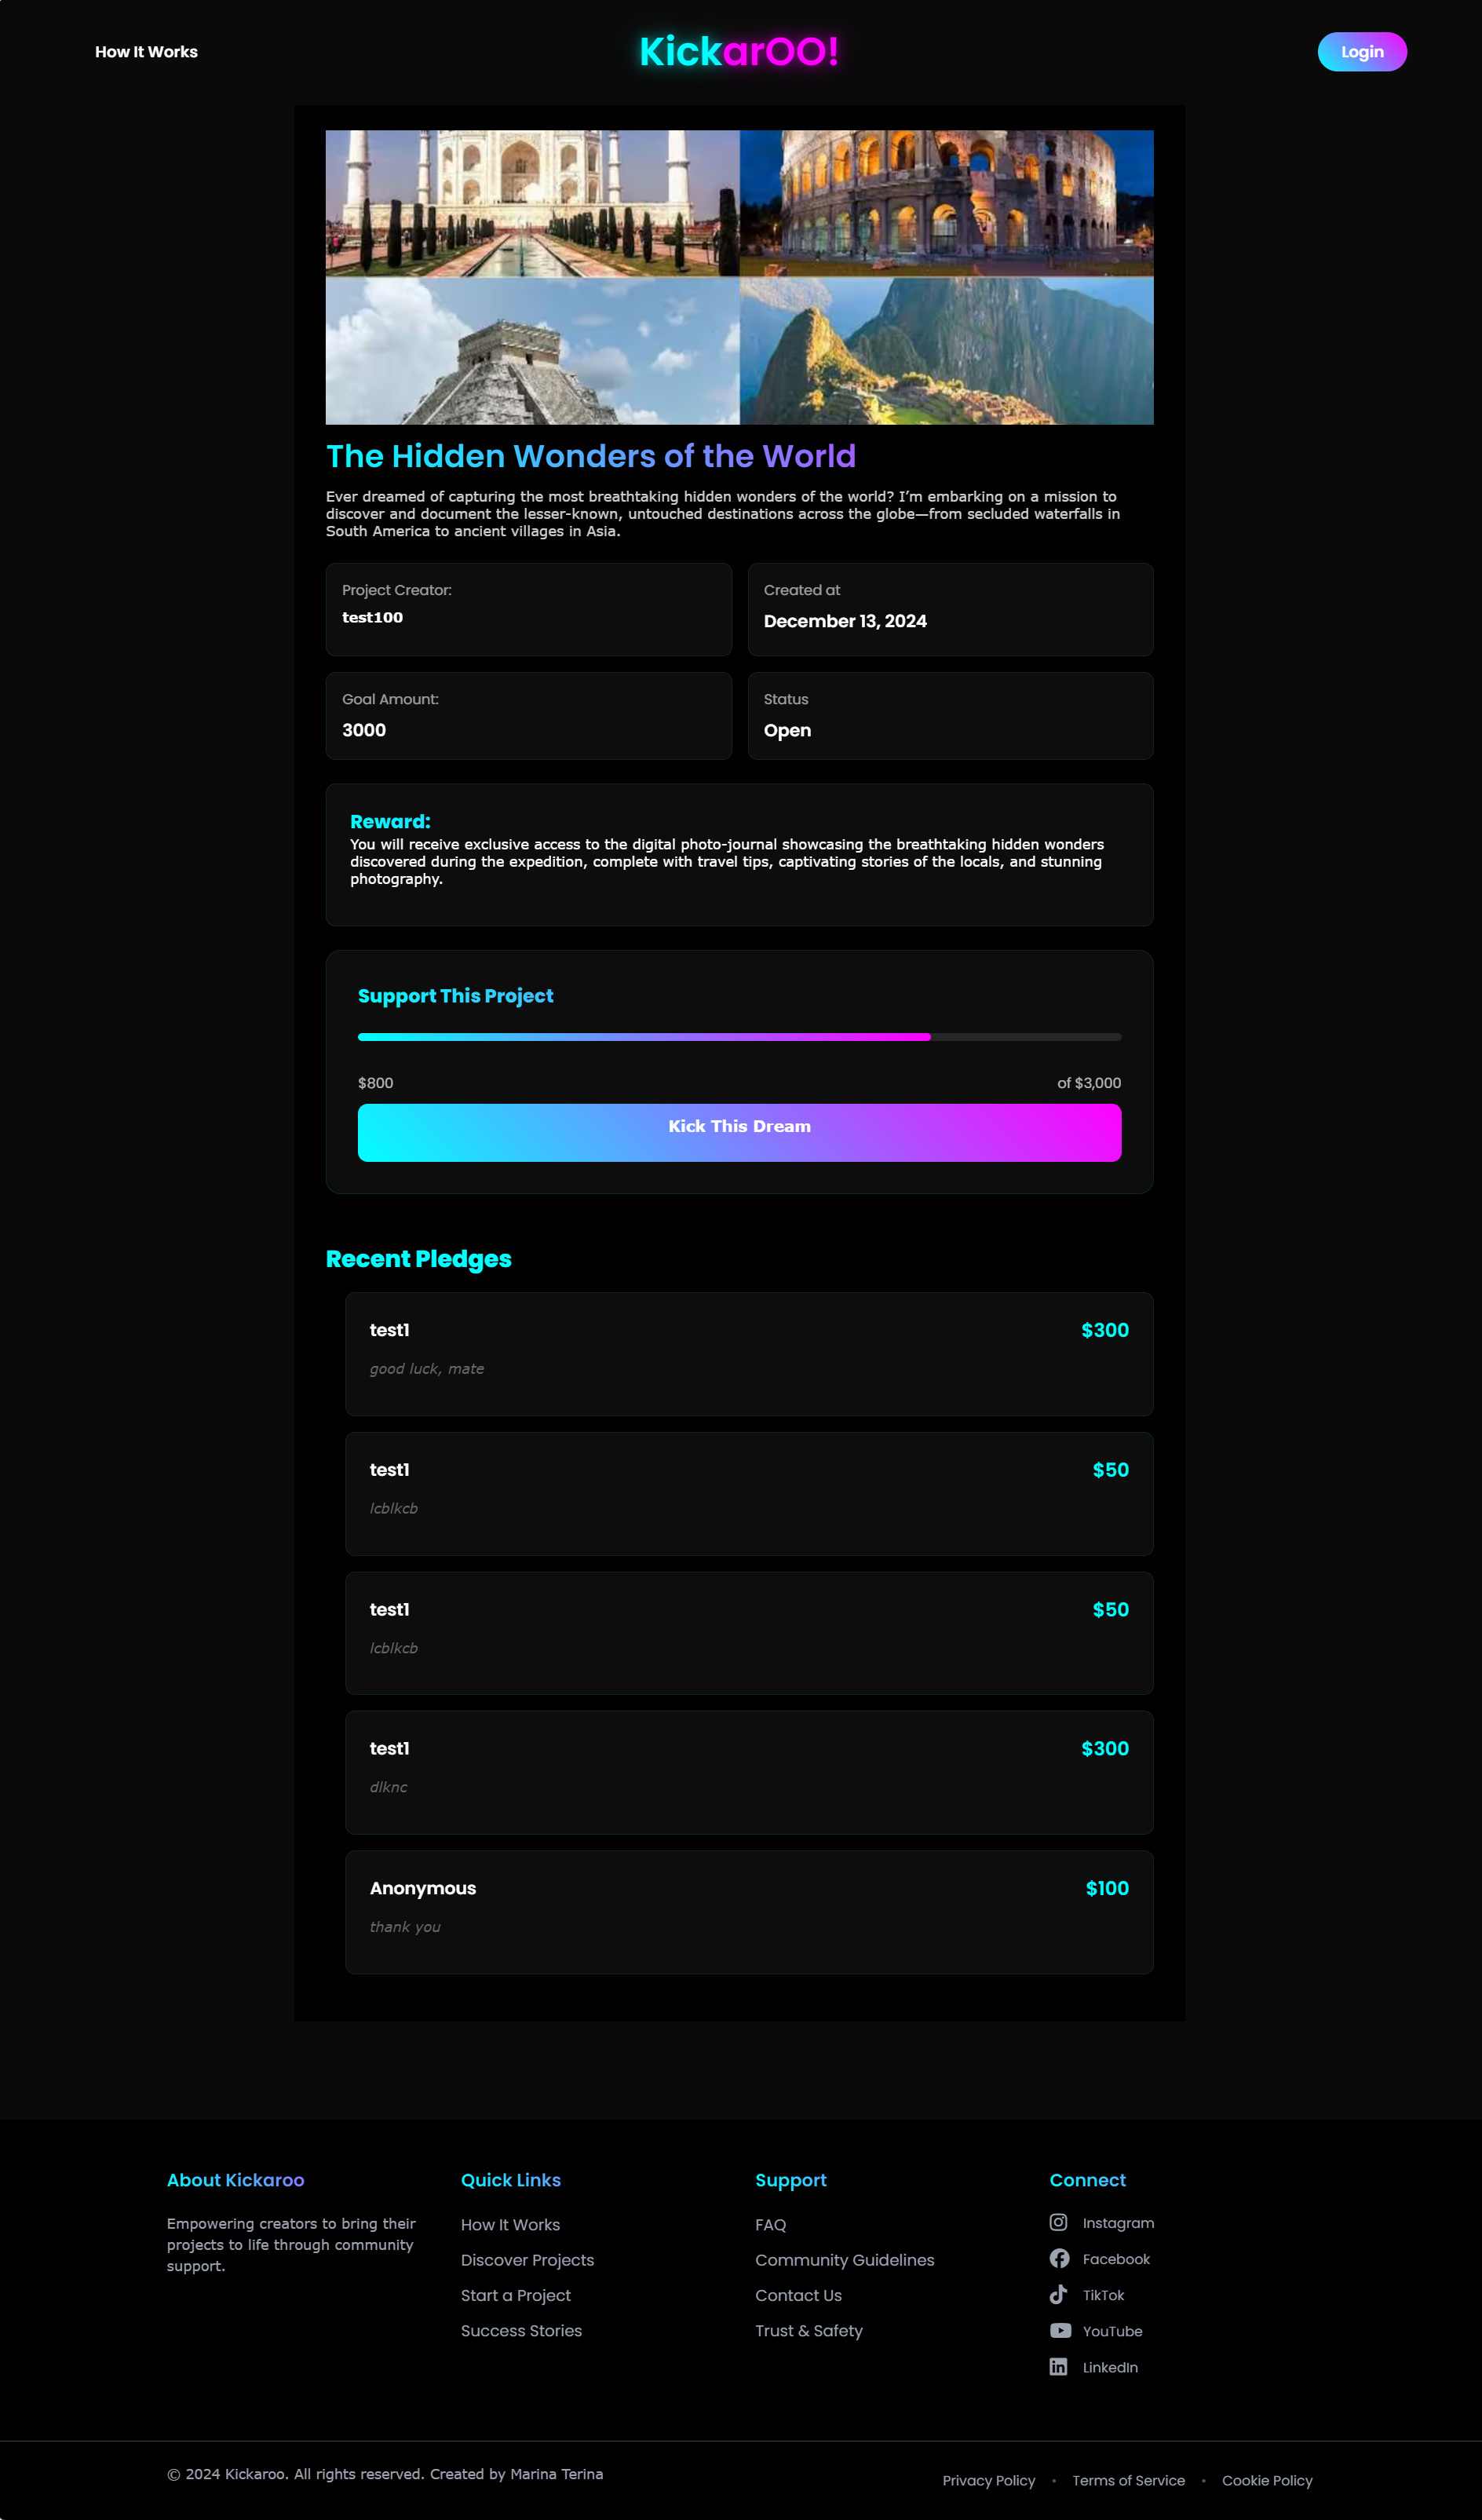 How It Works
KickarOO!
Login
The Hidden Wonders of the World
Ever dreamed of capturing the most breathtaking hidden wonders of the world? I’m embarking on a mission to
discover and document the lesser-known, untouched destinations across the globe—from secluded waterfalls in
South America to ancient villages in Asia.
Project Creator:
test100
Created at
December 13, 2024
Goal Amount:
3000
Status
Open
Reward:
You will receive exclusive access to the digital photo-journal showcasing the breathtaking hidden wonders
discovered during the expedition, complete with travel tips, captivating stories of the locals, and stunning
photography.
Support This Project
$800
of $3,000
Kick This Dream
Recent Pledges
test1
$300
good luck, mate
test1
$50
lcblkcb
test1
$50
lcblkcb
test1
$300
dlknc
Anonymous
$100
thank you
About Kickaroo
Empowering creators to bring their
projects to life through community
support.
Quick Links
How It Works
Discover Projects
Start a Project
Success Stories
Support
FAQ
Community Guidelines
Contact Us
Trust & Safety
Connect
Instagram
Facebook
TikTok
YouTube
LinkedIn
© 2024 Kickaroo. All rights reserved. Created by Marina Terina
Privacy Policy • Terms of Service • Cookie Policy